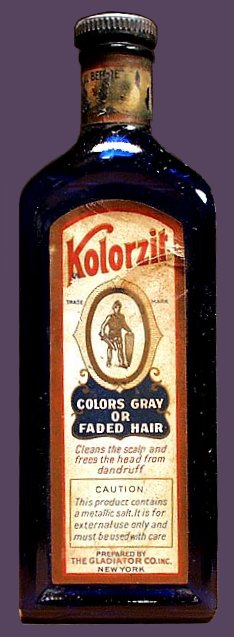 Kolorzit
TRADE MARK
COLORS GRAY
OR
FADED HAIR
Cleans the scalp and
frees the head from
dandruff
CAUTION
This product contains
a metallic salt. It is for
external use only and
must be used with care
PREPARED BY
THE GLADIATOR CO. INC.
NEW YORK